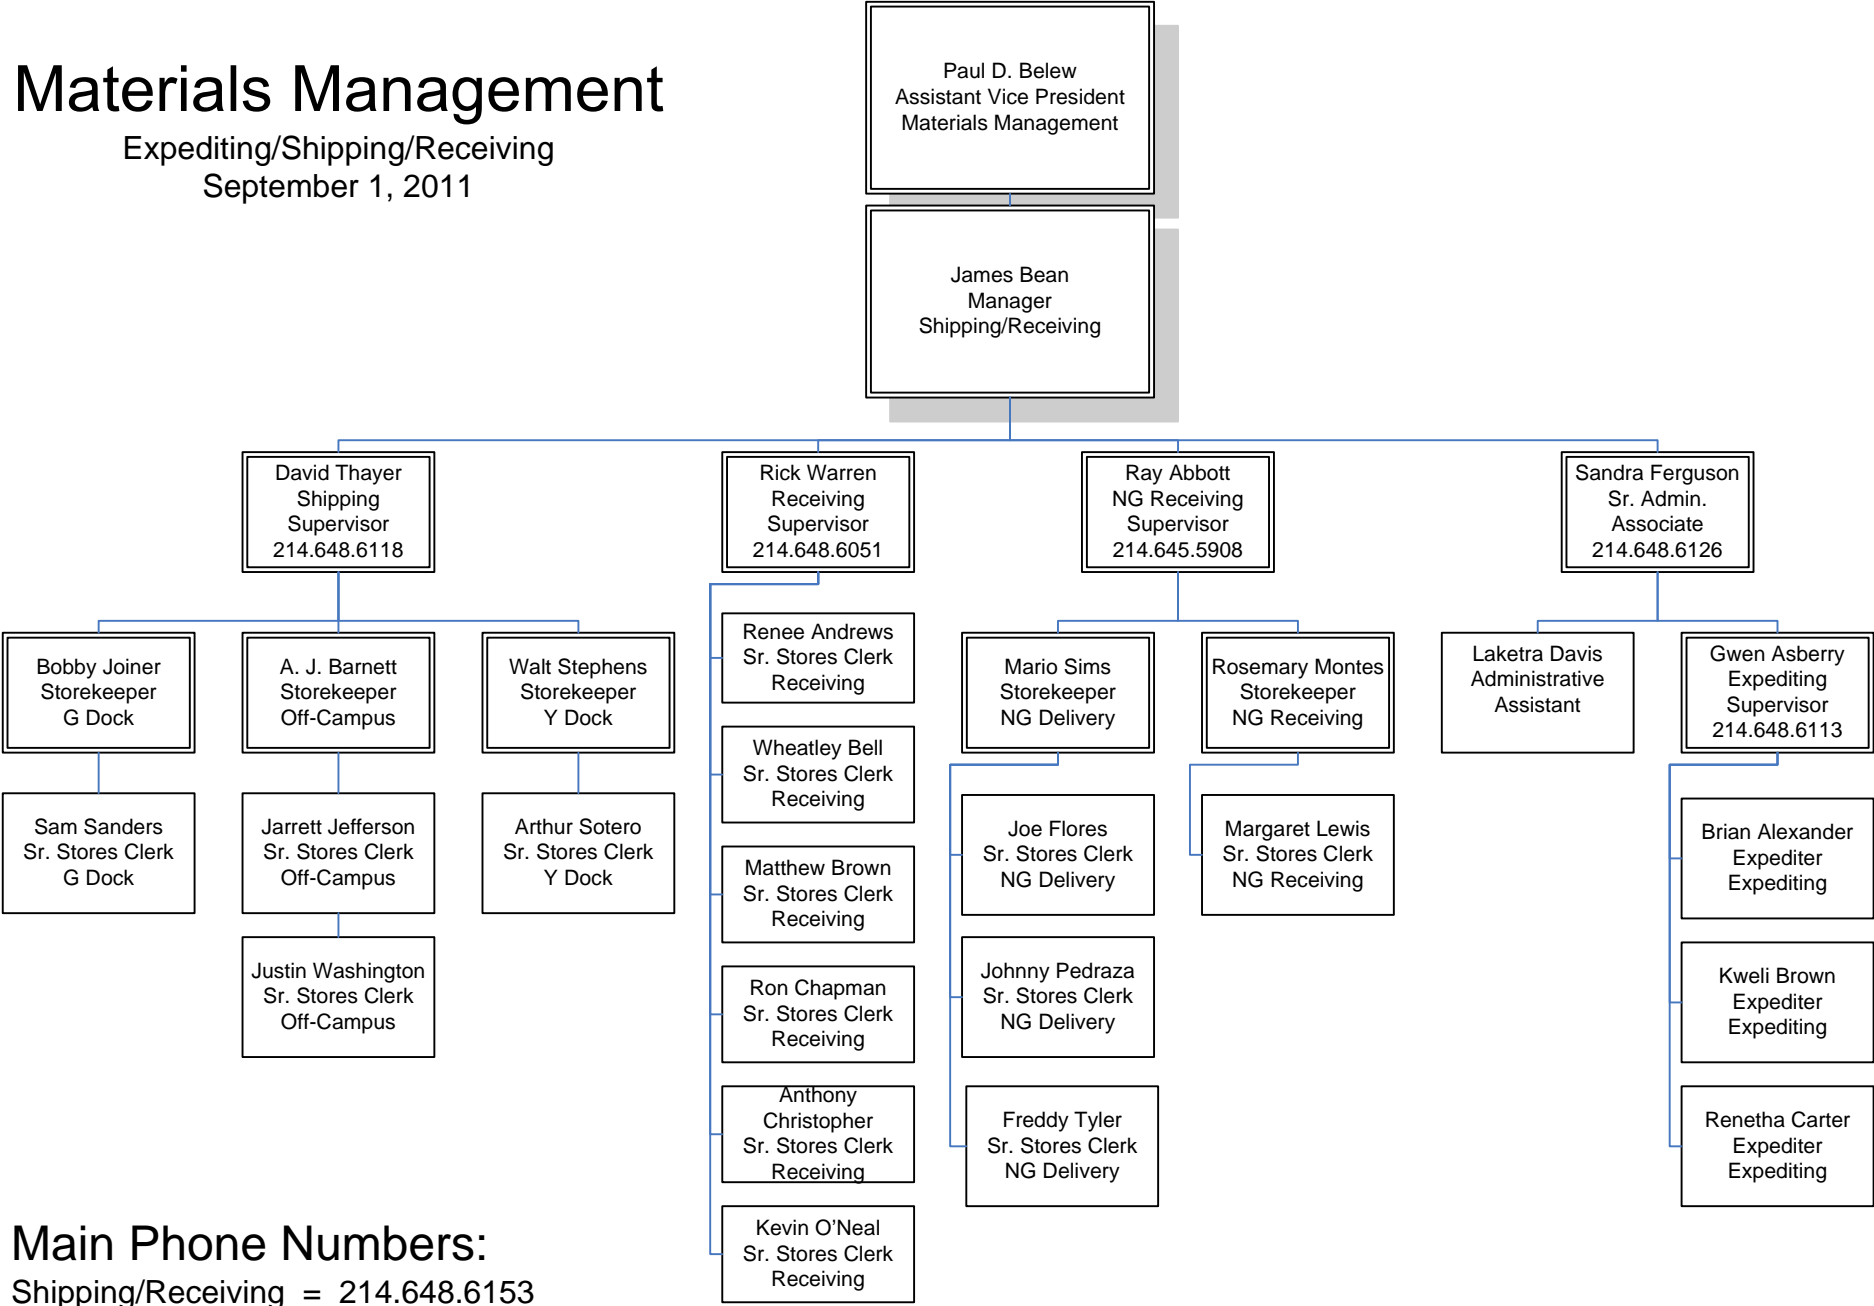 Materials Management
Expediting/Shipping/Receiving
September 1, 2011
Paul D. Belew
Assistant Vice President
Materials Management
James Bean
Manager
Shipping/Receiving
David Thayer
Shipping
Supervisor
214.648.6118
Rick Warren
Receiving
Supervisor
214.648.6051
Ray Abbott
NG Receiving
Supervisor
214.645.5908
Sandra Ferguson
Sr. Admin.
Associate
214.648.6126
Bobby Joiner
Storekeeper
G Dock
A. J. Barnett
Storekeeper
Off-Campus
Walt Stephens
Storekeeper
Y Dock
Sam Sanders
Sr. Stores Clerk
G Dock
Jarrett Jefferson
Sr. Stores Clerk
Off-Campus
Arthur Sotero
Sr. Stores Clerk
Y Dock
Justin Washington
Sr. Stores Clerk
Off-Campus
Renee Andrews
Sr. Stores Clerk
Receiving
Wheatley Bell
Sr. Stores Clerk
Receiving
Matthew Brown
Sr. Stores Clerk
Receiving
Ron Chapman
Sr. Stores Clerk
Receiving
Anthony
Christopher
Sr. Stores Clerk
Receiving
Kevin O’Neal
Sr. Stores Clerk
Receiving
Mario Sims
Storekeeper
NG Delivery
Rosemary Montes
Storekeeper
NG Receiving
Joe Flores
Sr. Stores Clerk
NG Delivery
Margaret Lewis
Sr. Stores Clerk
NG Receiving
Johnny Pedraza
Sr. Stores Clerk
NG Delivery
Freddy Tyler
Sr. Stores Clerk
NG Delivery
Laketra Davis
Administrative
Assistant
Gwen Asberry
Expediting
Supervisor
214.648.6113
Brian Alexander
Expediter
Expediting
Kweli Brown
Expediter
Expediting
Renetha Carter
Expediter
Expediting
Main Phone Numbers:
Shipping/Receiving = 214.648.6153